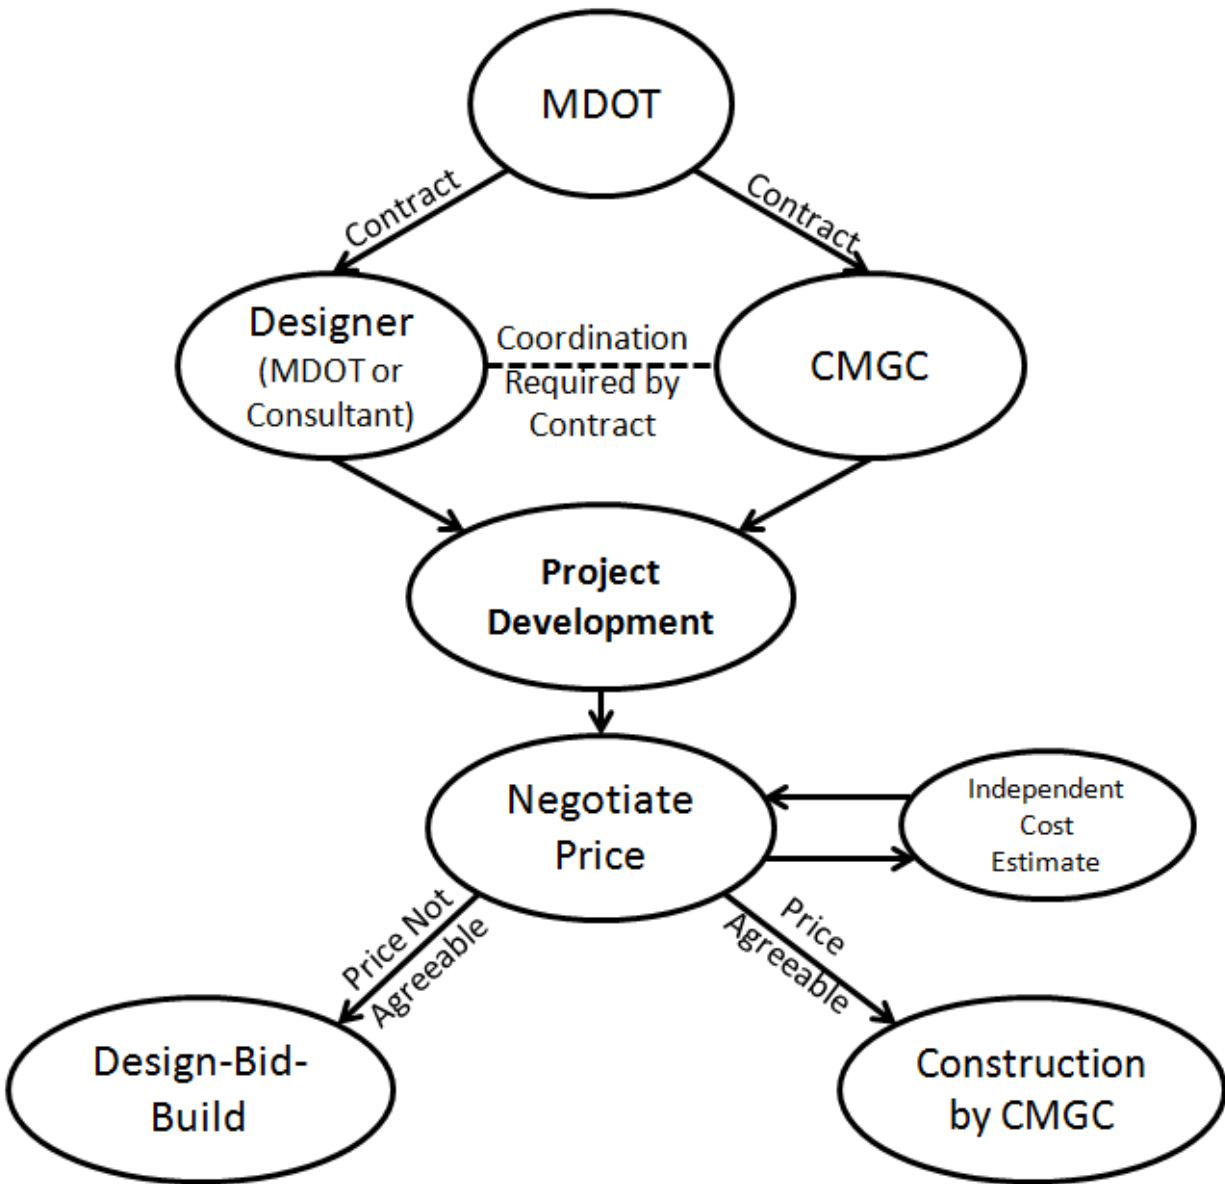 MDOT
Contract
Contract
Designer
(MDOT or
Consultant)
Coordination
Required by
Contract
CMGC
Project
Development
Negotiate
Price
Independent
Cost
Estimate
Price Not
Agreeable
Price
Agreeable
Design-Bid-
Build
Construction
by CMGC